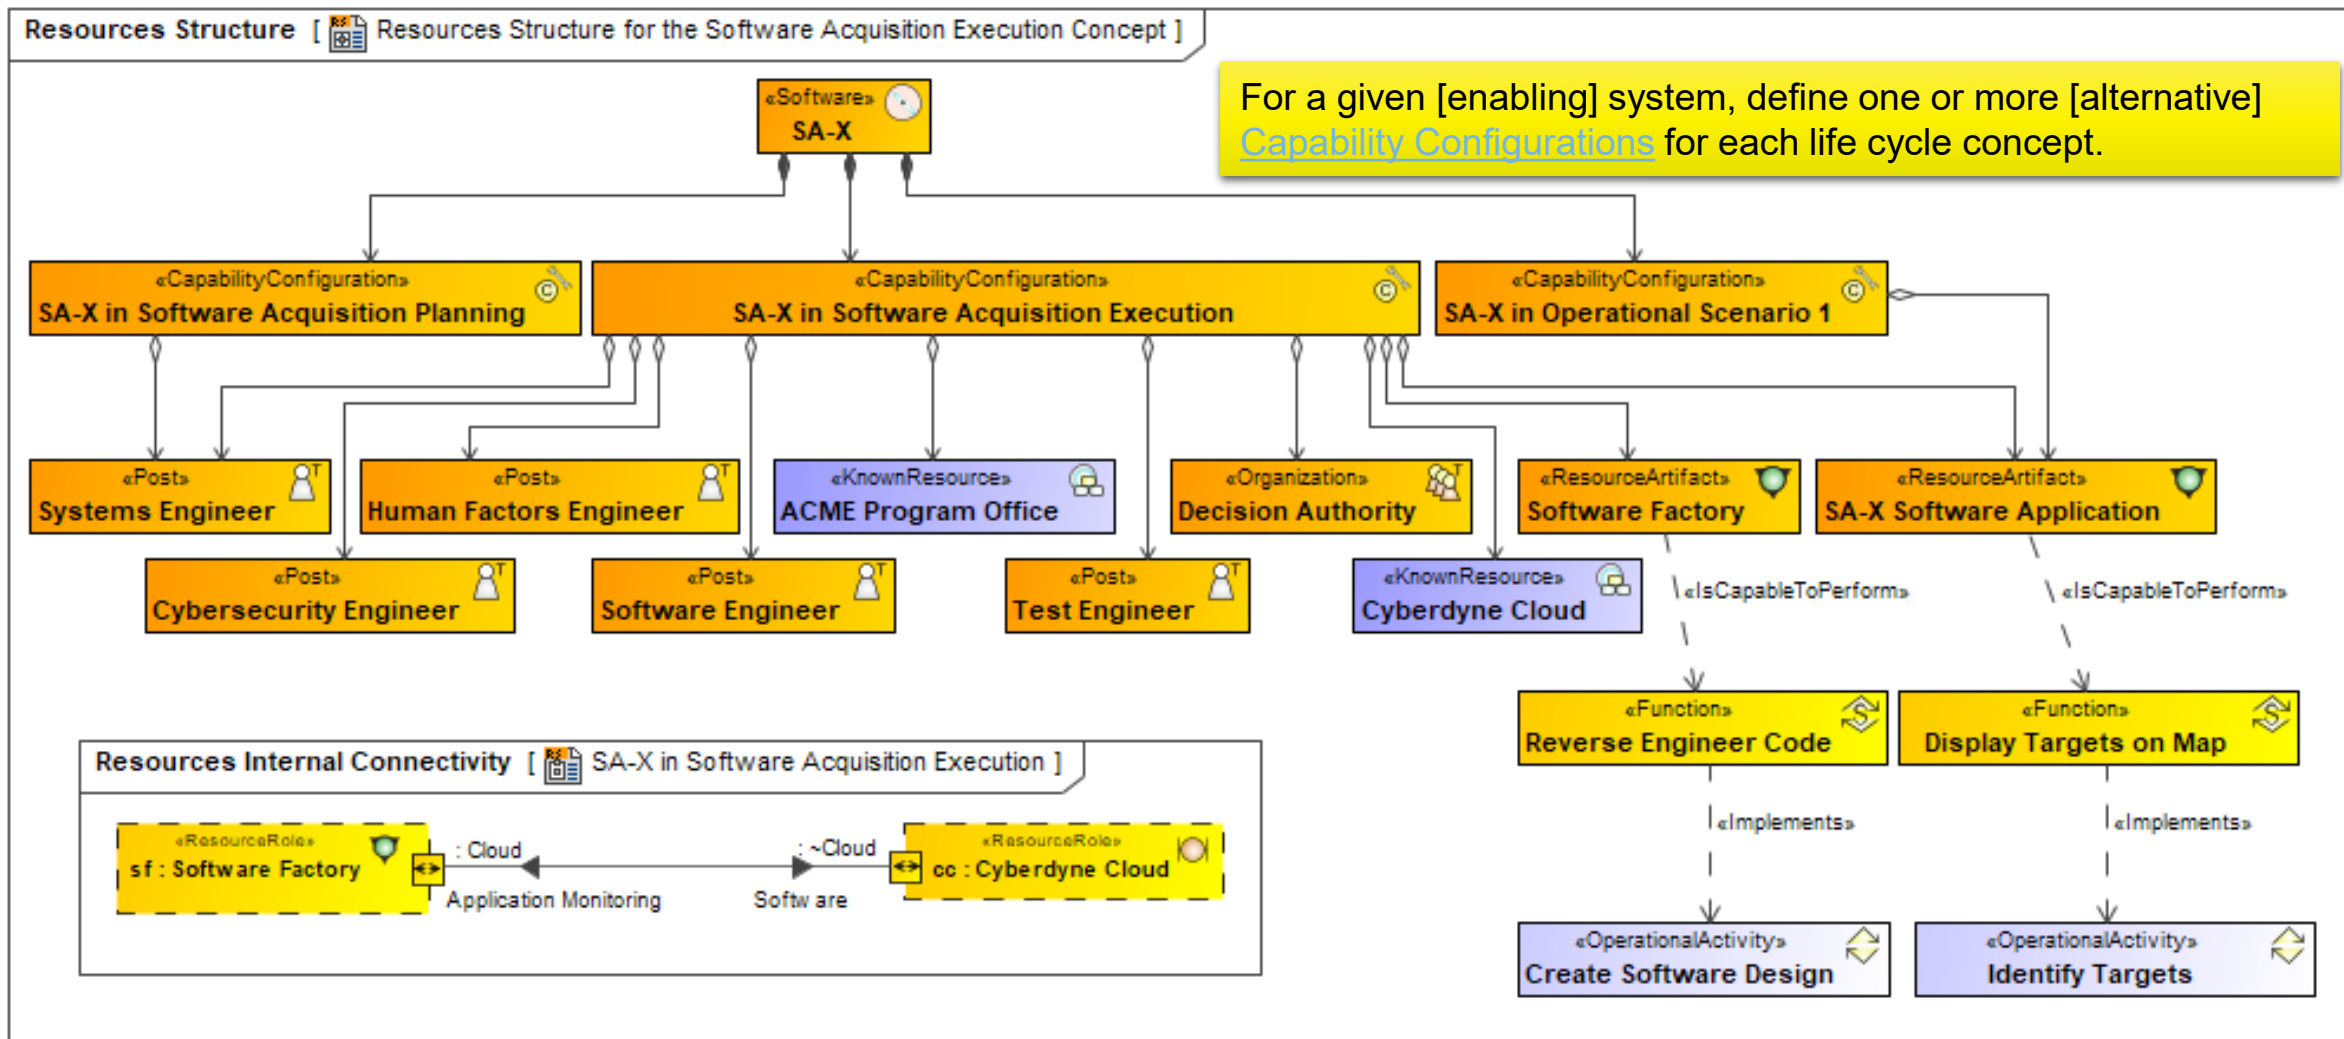 Resources Structure [ Resources Structure for the Software Acquisition Execution Concept ]
For a given [enabling] system, define one or more [alternative]
Capability Configurations for each life cycle concept.
«Software»
SA-X
«CapabilityConfiguration»
SA-X in Software Acquisition Planning
«CapabilityConfiguration»
SA-X in Software Acquisition Execution
«CapabilityConfiguration»
SA-X in Operational Scenario 1
«Post»
Systems Engineer
«Post»
Human Factors Engineer
«KnownResource»
ACME Program Office
«Organization»
Decision Authority
«ResourceArtifact»
Software Factory
«ResourceArtifact»
SA-X Software Application
«Post»
Cybersecurity Engineer
«Post»
Software Engineer
«Post»
Test Engineer
«KnownResource»
Cyberdyne Cloud
«IsCapableToPerform»
«IsCapableToPerform»
«Function»
Reverse Engineer Code
«Function»
Display Targets on Map
«Implements»
«Implements»
«OperationalActivity»
Create Software Design
«OperationalActivity»
Identify Targets
Resources Internal Connectivity [ SA-X in Software Acquisition Execution ]
«ResourceRole»
sf : Software Factory
: Cloud
Application Monitoring
: ~Cloud
Software
«ResourceRole»
cc : Cyberdyne Cloud